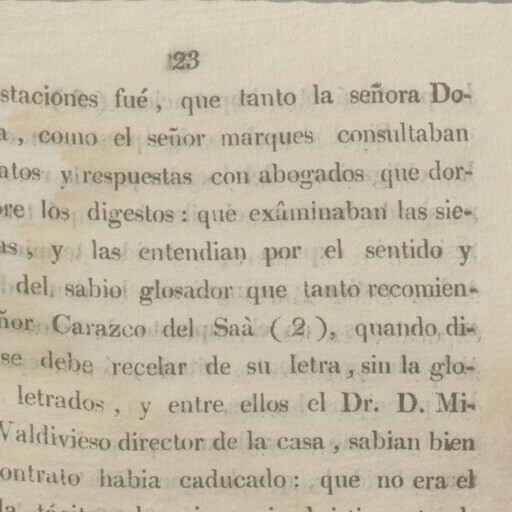 23
staciones fué, que tanto la señora Do-
a, como el señor marques consultaban
atos y respuestas con abogados que dor-
re los digestos: que exâminaban las sie-
as, y las entendian por el sentido y
del sabio glosador que tanto recomien-
ñor Carazco del Saà (2), quando di-
se debe recelar de su letra, sin la glo-
letrados, y entre ellos el Dr. D. Mi-
Valdivieso director de la casa, sabian bien
ontrato habia caducado: que no era el